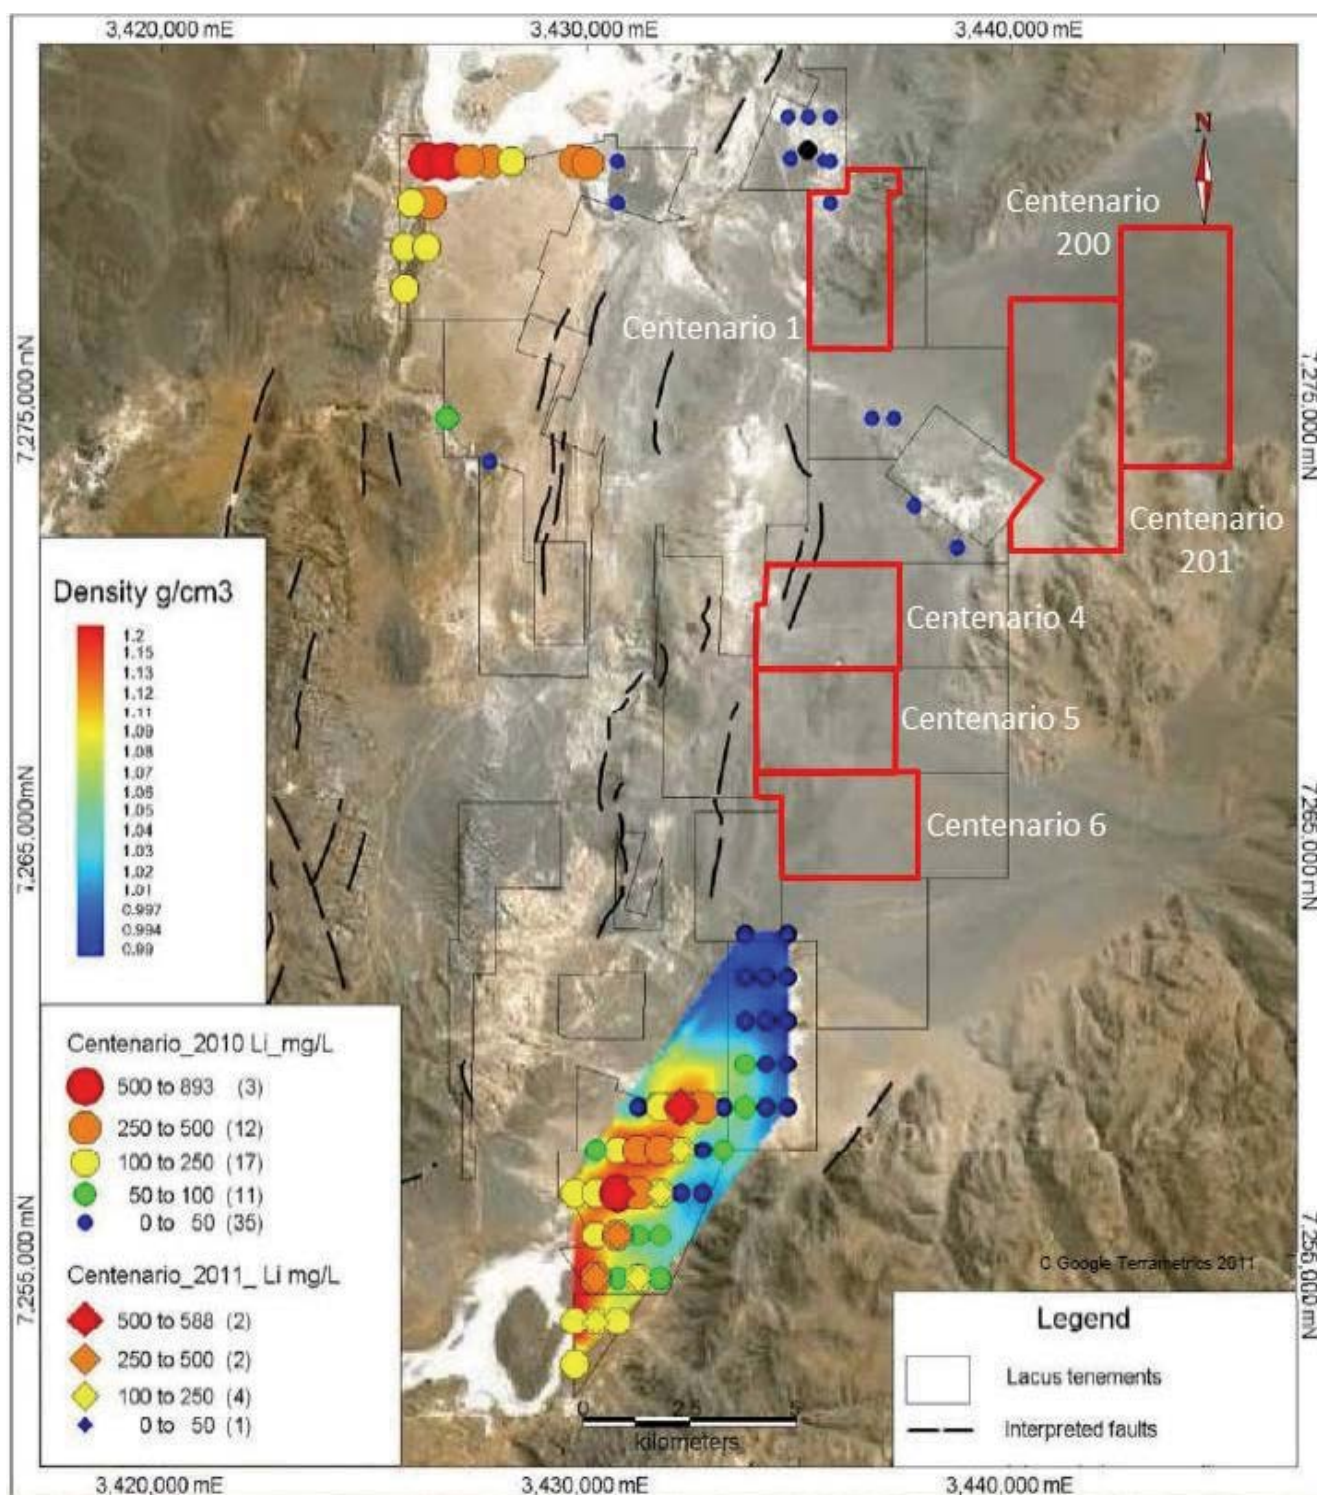 3,420,000 mE
3,430,000 mE
3,440,000 mE
N
Centenario
200
Centenario 1
7,275,000 mN
7,275,000 mN
Centenario
201
Density g/cm3
1.2
1.15
1.13
1.12
1.11
1.09
1.08
1.07
1.06
1.05
1.04
1.03
1.02
1.01
0.997
0.994
0.99
Centenario 4
Centenario 5
Centenario 6
7,265,000mN
7,265,000 mN
Centenario_2010 Li_mg/L
500 to 893 (3)
250 to 500 (12)
100 to 250 (17)
50 to 100 (11)
0 to 50 (35)
Centenario_2011_ Li mg/L
500 to 588 (2)
250 to 500 (2)
100 to 250 (4)
0 to 50 (1)
7,255,000 mN
7,255,000 mN
© Google Terrametrics 2011
Legend
Lacus tenements
Interpreted faults
0 2.5 5
kilometers
3,420,000 mE
3,430,000 mE
3,440,000 mE